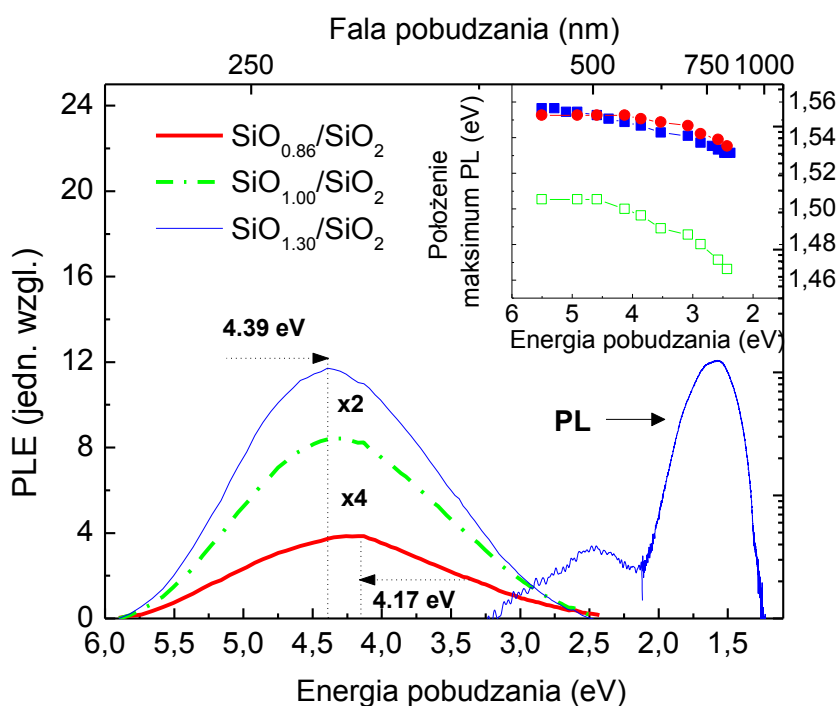 Fala pobudzania (nm)
250 500 750 1000
24
20
16
12
8
4
0
PLE (jedn. wzgl.)
SiO0.86/SiO2
SiO1.00/SiO2
SiO1.30/SiO2
4.39 eV
x2
x4
4.17 eV
PL
1,56
1,54
1,52
1,50
1,48
1,46
Położenie
maksimum PL (eV)
6 5 4 3 2
Energia pobudzania (eV)
6,0 5,5 5,0 4,5 4,0 3,5 3,0 2,5 2,0 1,5
Energia pobudzania (eV)